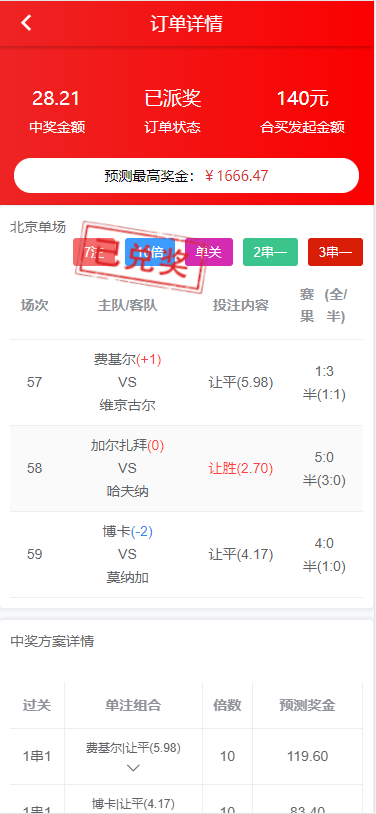 订单详情
28.21 已派奖 140元
中奖金额 订单状态 合买发起金额
预测最高奖金: ￥1666.47
北京单场
已兑奖
7注 10倍 单关 2串一 3串一
场次 主队/客队 投注内容 赛果 (全/半)
57 费基尔(+1) VS 维京古尔 让平(5.98) 1:3 半(1:1)
58 加尔扎拜(0) VS 哈夫纳 让胜(2.70) 5:0 半(3:0)
59 博卡(-2) VS 莫纳加 让平(4.17) 4:0 半(1:0)
中奖方案详情
过关 单注组合 倍数 预测奖金
1串1 费基尔|让平(5.98) 10 119.60
1串1 博卡|让平(4.17) 10 83.40